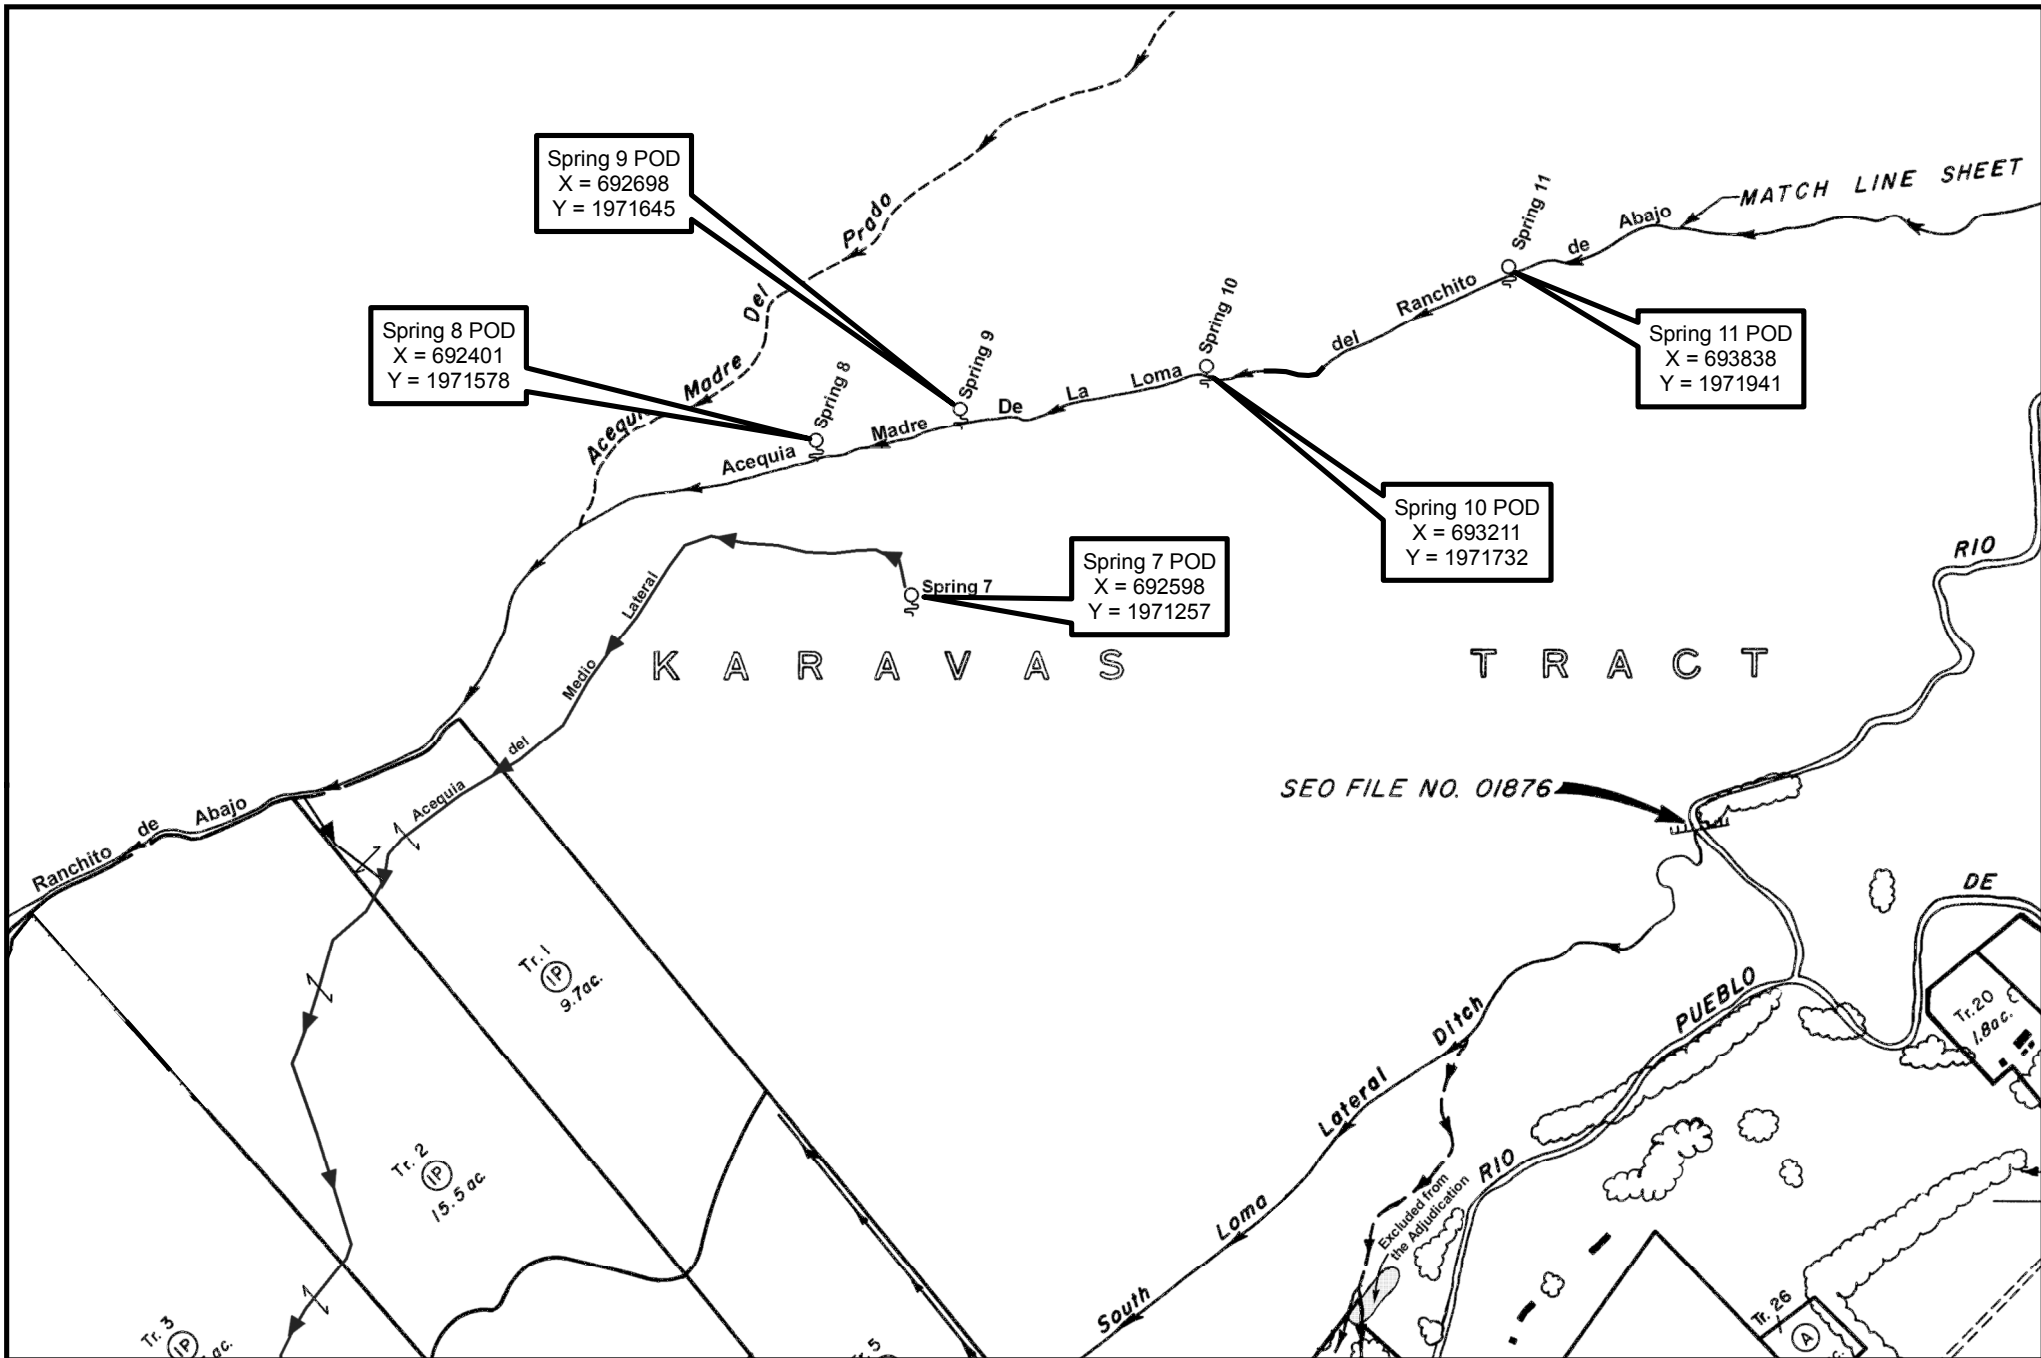 Spring 9 POD
X = 692698
Y = 1971645
Spring 8 POD
X = 692401
Y = 1971578
Acequia Madre Del Prado
Spring 8
Spring 9
Spring 10
Spring 11
MATCH LINE SHEET
Acequia Madre De La Loma del Ranchito de Abajo
Spring 11 POD
X = 693838
Y = 1971941
Spring 10 POD
X = 693211
Y = 1971732
Spring 7 POD
X = 692598
Y = 1971257
Spring 7
KARAVAS TRACT
RIO
Acequia del Medio Lateral
Ranchito de Abajo
SEO FILE NO. 01876
DE
Tr. 1
IP
9.7ac.
Tr. 2
IP
15.5 ac.
Tr. 3
IP
ac.
South Loma Lateral Ditch
RIO PUEBLO
Excluded from
the Adjudication
Tr. 20
1.8ac.
Tr. 26
A